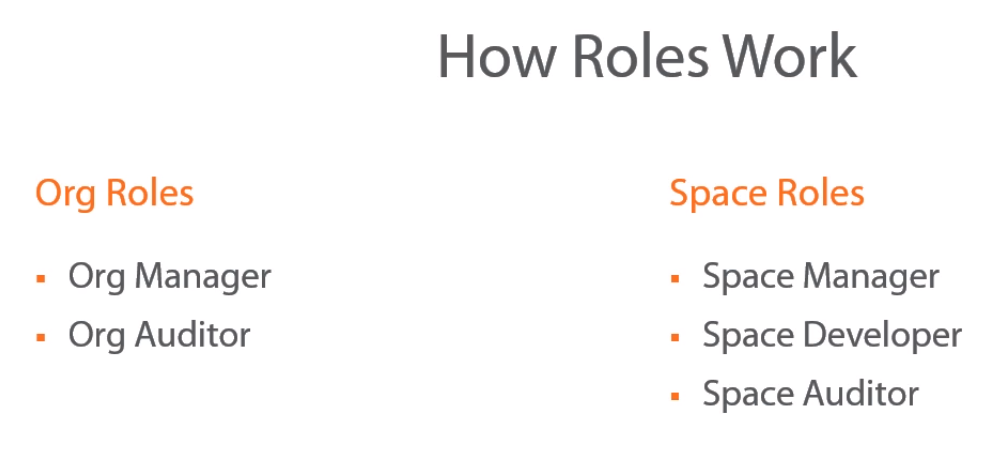 How Roles Work
Org Roles
▪ Org Manager
▪ Org Auditor
Space Roles
▪ Space Manager
▪ Space Developer
▪ Space Auditor